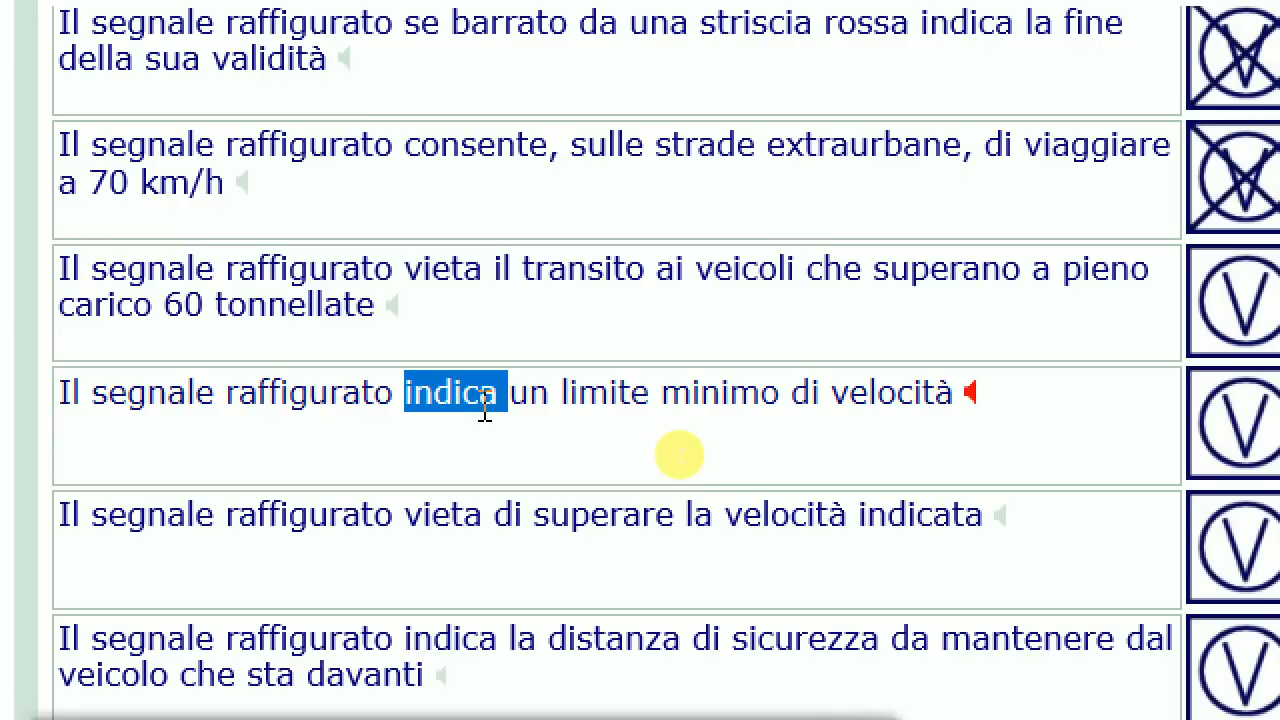 Il segnale raffigurato se barrato da una striscia rossa indica la fine
della sua validità
V
Il segnale raffigurato consente, sulle strade extraurbane, di viaggiare
a 70 km/h
V
Il segnale raffigurato vieta il transito ai veicoli che superano a pieno
carico 60 tonnellate
V
Il segnale raffigurato indica un limite minimo di velocità
V
Il segnale raffigurato vieta di superare la velocità indicata
V
Il segnale raffigurato indica la distanza di sicurezza da mantenere dal
veicolo che sta davanti
V